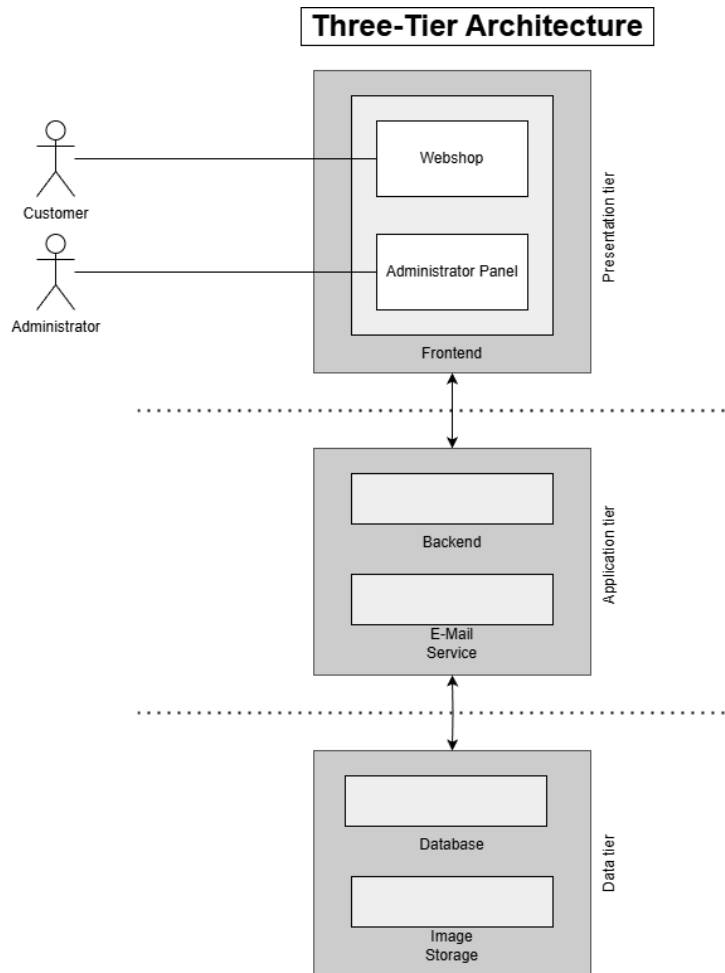 Three-Tier Architecture
Webshop
Customer
Administrator Panel
Administrator
Frontend
Presentation tier
Backend
E-Mail
Service
Application tier
Database
Image
Storage
Data tier